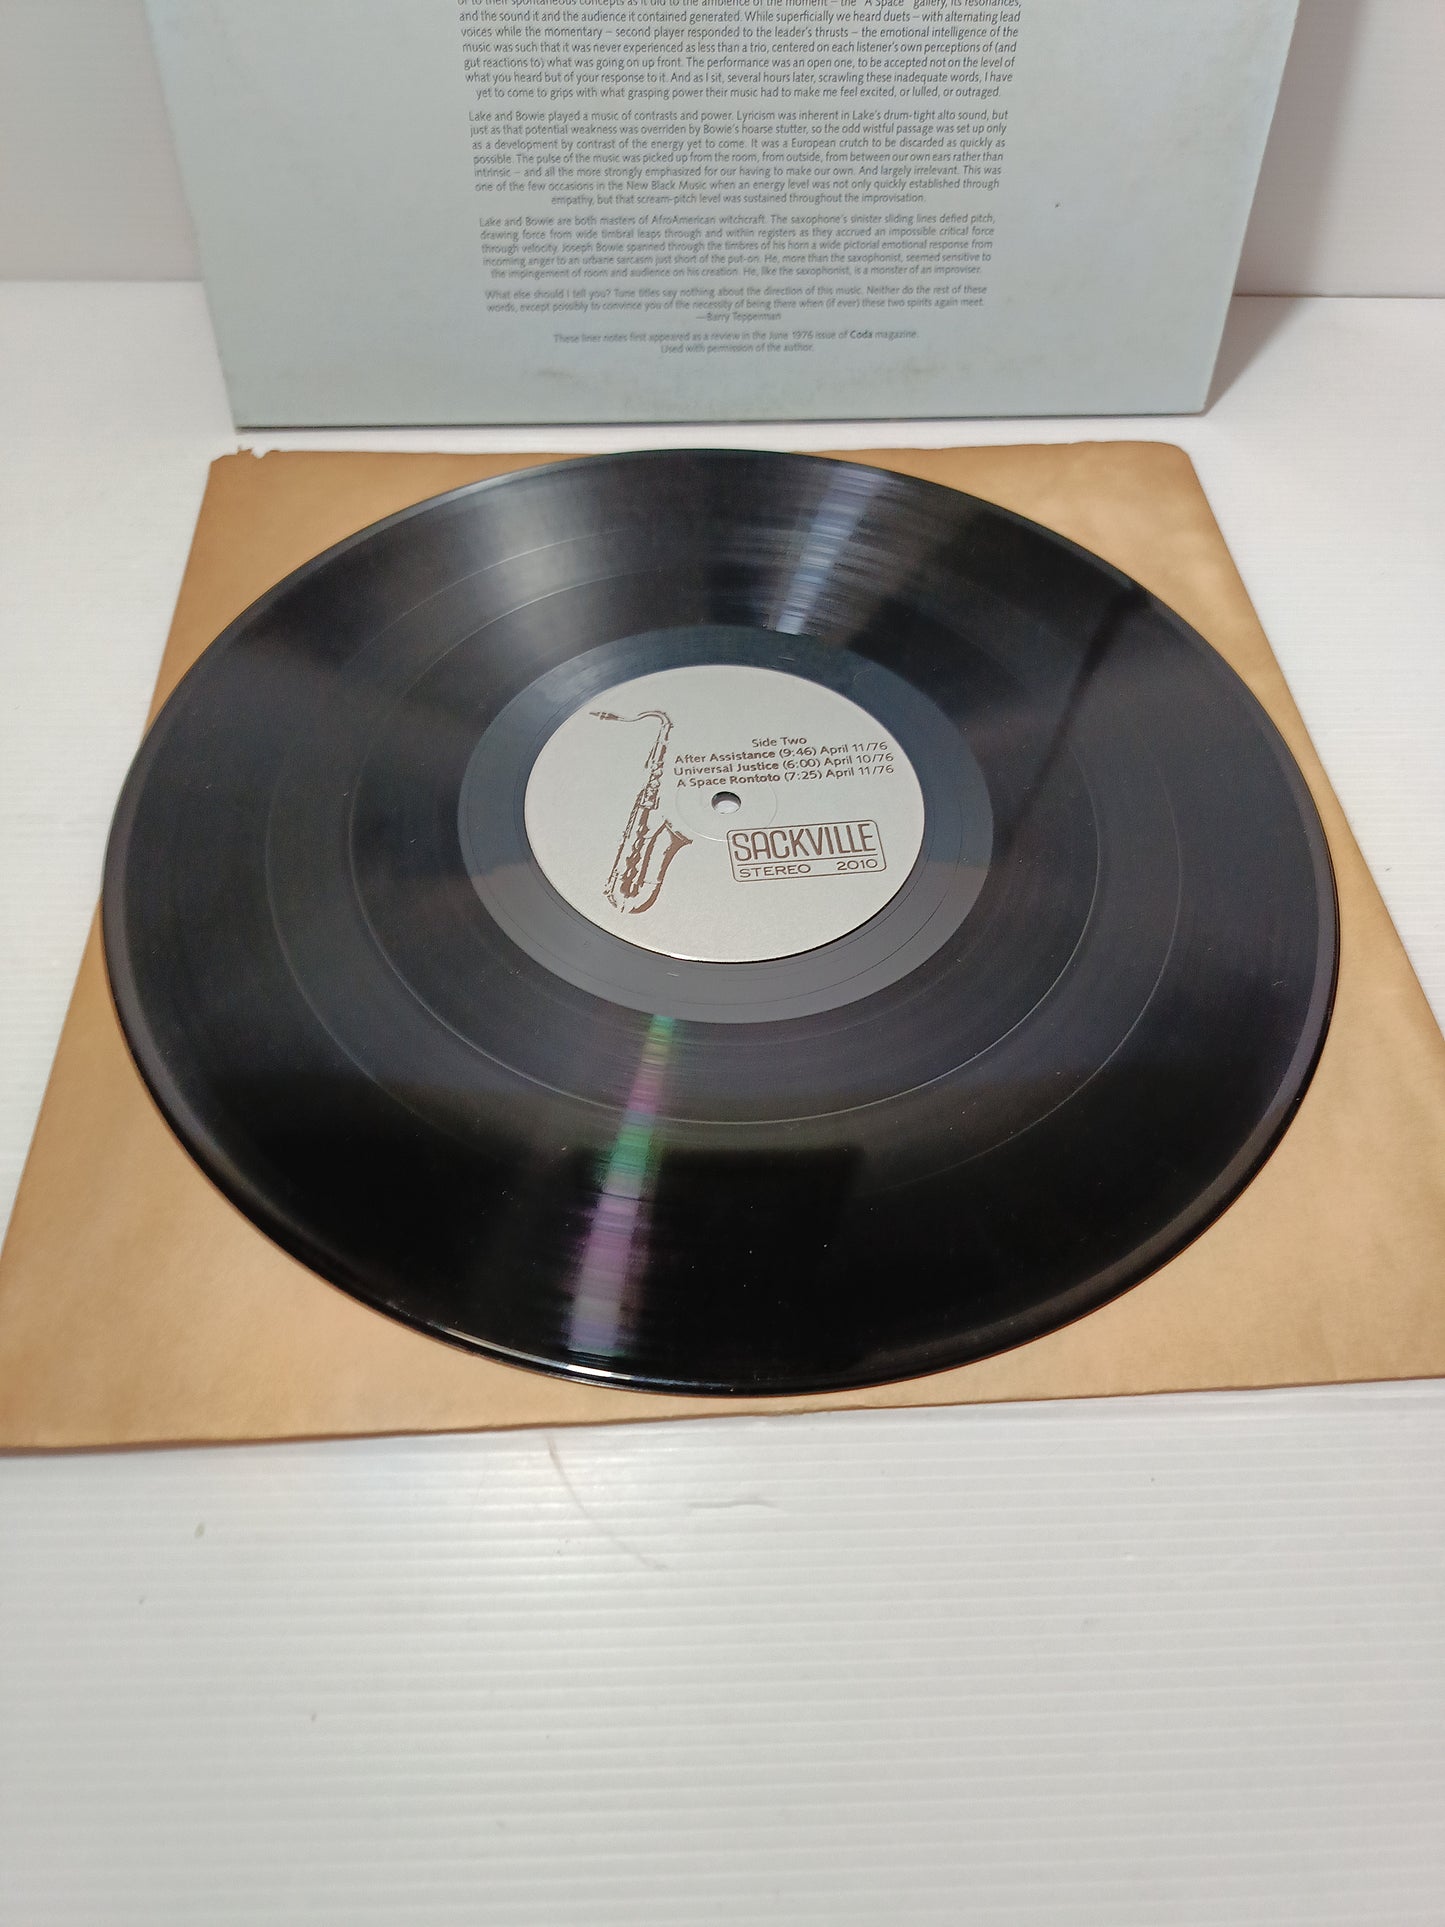 and the sound it and the audience it contained generated. While superficially we heard duets – with alternating lead
voices while the momentary – second player responded to the leader's thrusts – the emotional intelligence of the
music was such that it was never experienced as less than a trio, centered on each listener's own perceptions of (and
gut reactions to) what was going on up front. The performance was an open one, to be accepted not on the level of
what you heard but of your response to it. And as I sit, several hours later, scrawling these inadequate words, I have
yet to come to grips with what grasping power their music had to make me feel excited, or lulled, or outraged.
Lake and Bowie played a music of contrasts and power. Lyricism was inherent in Lake's drum-tight alto sound, but
just as that potential weakness was overriden by Bowie's hoarse stutter, so the odd wistful passage was set up only
as a development by contrast of the energy yet to come. It was a European crutch to be discarded as quickly as
possible. The pulse of the music was picked up from the room, from outside, from between our own ears rather than
intrinsic – and all the more strongly emphasized for our having to make our own. And largely irrelevant. This was
one of the few occasions in the New Black Music when an energy level was not only quickly established through
empathy, but that scream-pitch level was sustained throughout the improvisation.
Lake and Bowie are both masters of AfroAmerican witchcraft. The saxophone's sinister sliding lines defied pitch,
drawing force from wide timbral leaps through and within registers as they accrued an impossible critical force
through velocity. Joseph Bowie spanned through the timbres of his horn a wide pictorial emotional response from
incoming anger to an urbane sarcasm just short of the put-on. He, more than the saxophonist, seemed sensitive to
the impingement of room and audience on his creation. He, like the saxophonist, is a monster of an improviser.
What else should I tell you? Tune titles say nothing about the direction of this music. Neither do the rest of these
words, except possibly to convince you of the necessity of being there when (if ever) these two spirits again meet.
—Barry Tepperman
These liner notes first appeared as a review in the June 1976 issue of Coda magazine.
Used with permission of the author.
Side Two
After Assistance (9:46) April 11/76
Universal Justice (6:00) April 10/76
A Space Rontoto (7:25) April 11/76
SACKVILLE
STEREO 2010